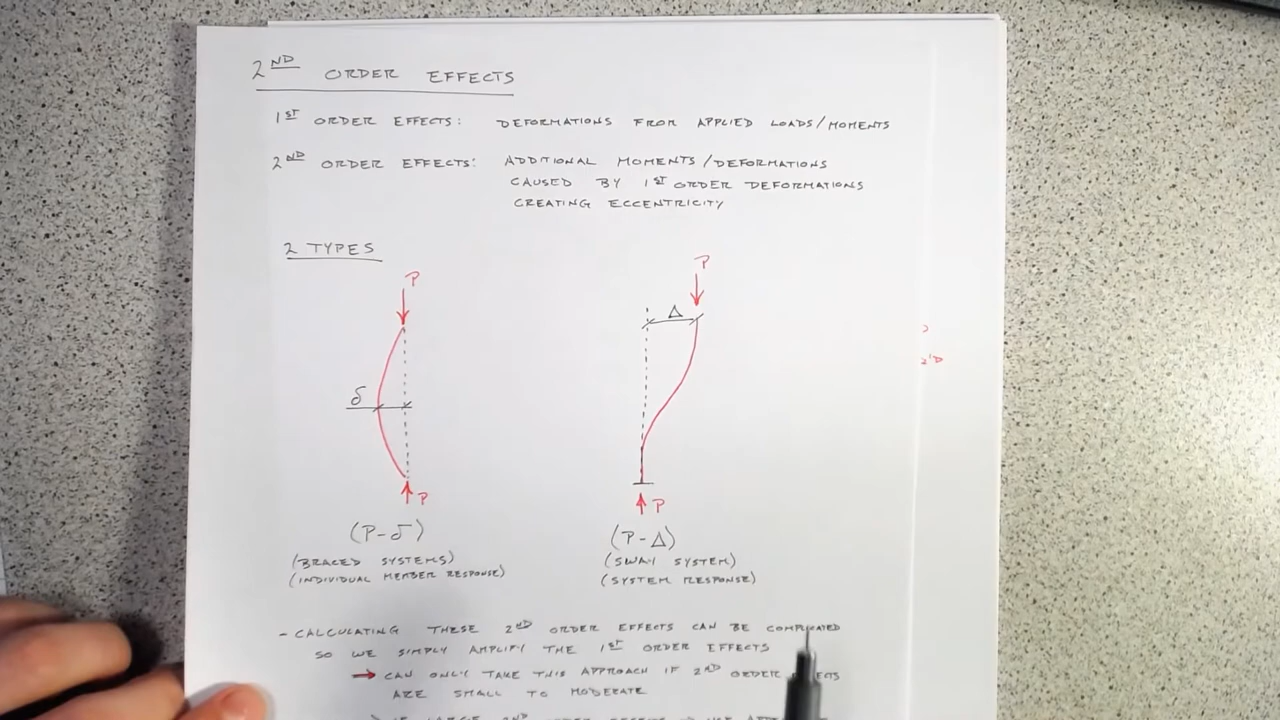 2ND ORDER EFFECTS
1ST ORDER EFFECTS: DEFORMATIONS FROM APPLIED LOADS/MOMENTS
2ND ORDER EFFECTS: ADDITIONAL MOMENTS/DEFORMATIONS
CAUSED BY 1ST ORDER DEFORMATIONS
CREATING ECCENTRICITY
2 TYPES
P
P
Δ
δ
P
P
(P-δ)
(P-Δ)
(BRACED SYSTEMS)
(SWAY SYSTEM)
(INDIVIDUAL MEMBER RESPONSE)
(SYSTEM RESPONSE)
- CALCULATING THESE 2ND ORDER EFFECTS CAN BE COMPLICATED
SO WE SIMPLY AMPLIFY THE 1ST ORDER EFFECTS
→ CAN ONLY TAKE THIS APPROACH IF 2ND ORDER
ARE SMALL TO MODERATE